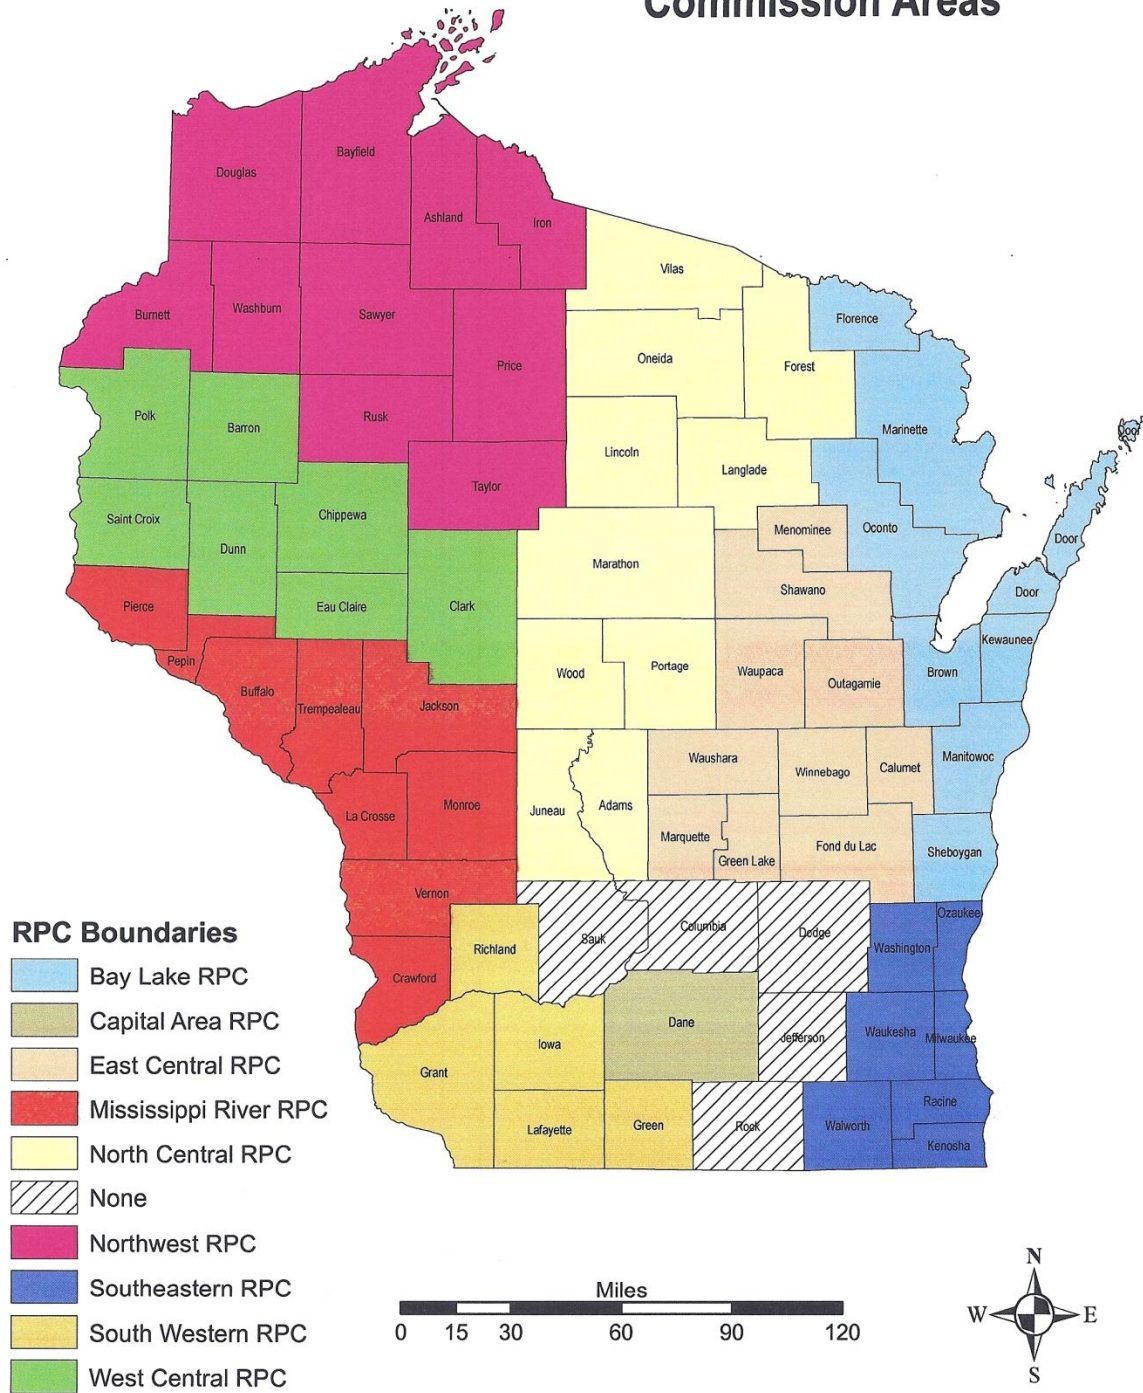 Commission Areas
Douglas
Bayfield
Ashland
Iron
Vilas
Burnett
Washburn
Sawyer
Price
Oneida
Forest
Florence
Polk
Barron
Rusk
Lincoln
Langlade
Marinette
Door
Saint Croix
Dunn
Chippewa
Taylor
Menominee
Oconto
Door
Pierce
Eau Claire
Clark
Marathon
Shawano
Door
Pepin
Buffalo
Trempealeau
Jackson
Wood
Portage
Waupaca
Outagamie
Brown
Kewaunee
La Crosse
Monroe
Juneau
Adams
Waushara
Winnebago
Calumet
Manitowoc
Marquette
Green Lake
Fond du Lac
Sheboygan
Vernon
Richland
Sauk
Columbia
Dodge
Washington
Ozaukee
Crawford
Grant
Iowa
Dane
Jefferson
Waukesha
Milwaukee
Lafayette
Green
Rock
Walworth
Racine
Kenosha
RPC Boundaries
Bay Lake RPC
Capital Area RPC
East Central RPC
Mississippi River RPC
North Central RPC
None
Northwest RPC
Southeastern RPC
South Western RPC
West Central RPC
Miles
0 15 30 60 90 120
N
W E
S